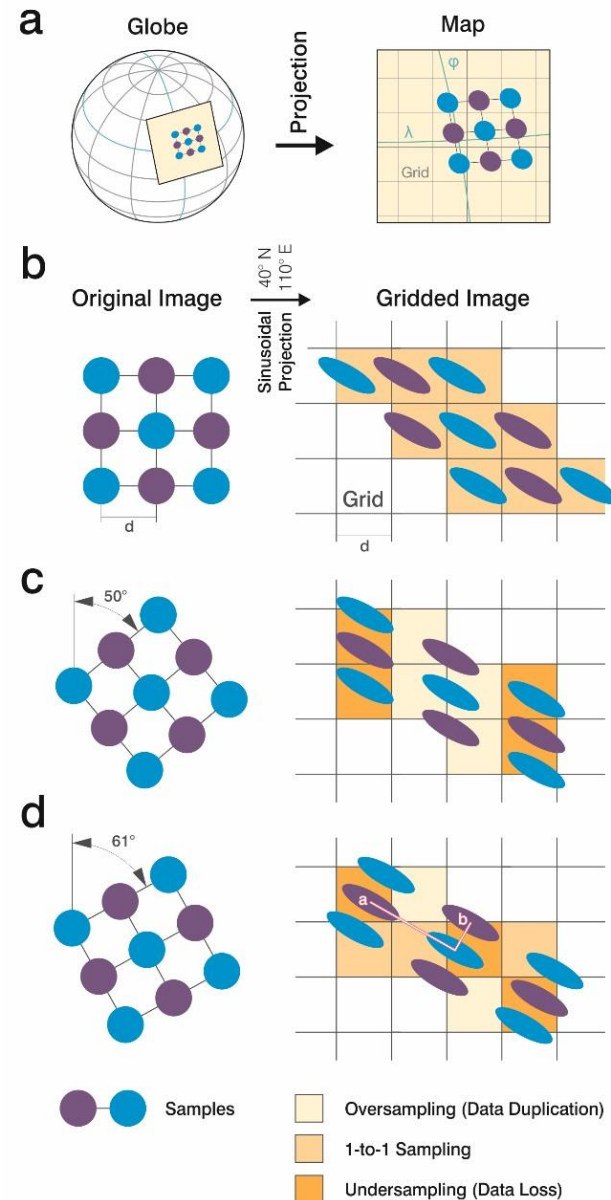 a
Globe
Projection
Map
φ
λ
Grid
b
Original Image
40° N
110° E
Sinusoidal
Projection
Gridded Image
d
Grid
d
c
50°
d
61°
a
b
Samples
Oversampling (Data Duplication)
1-to-1 Sampling
Undersampling (Data Loss)